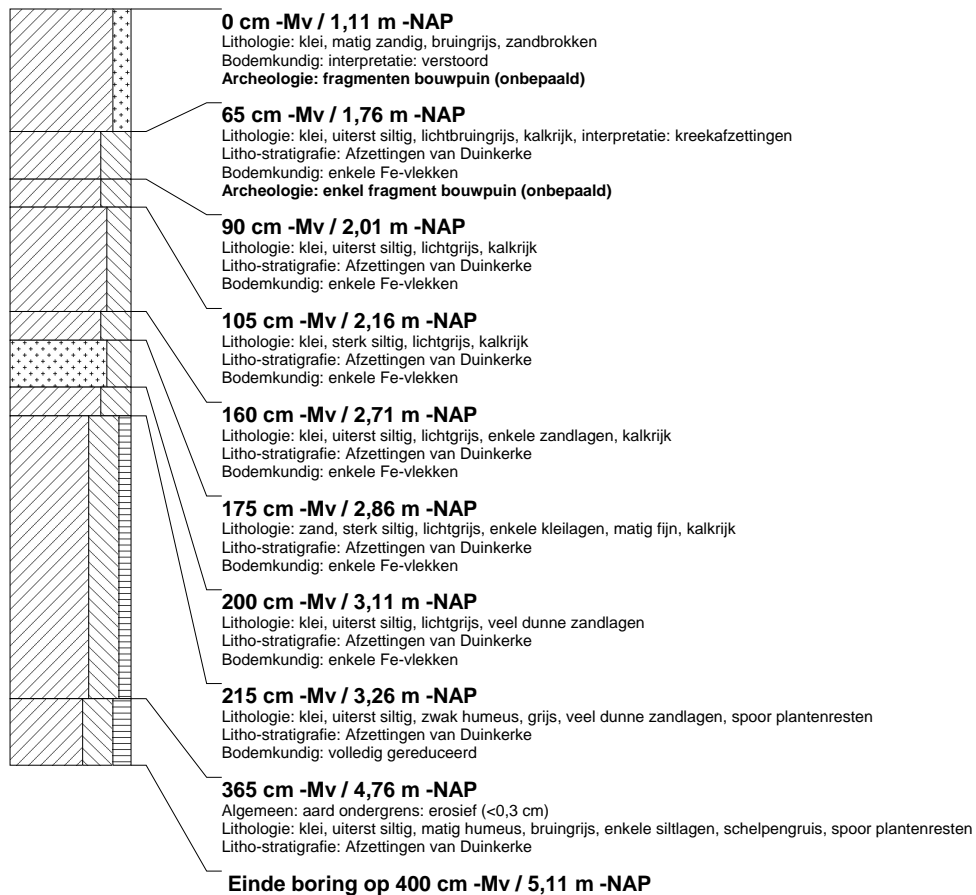 0 cm -Mv / 1,11 m -NAP
Lithologie: klei, matig zandig, bruingrijs, zandbrokken
Bodemkundig: interpretatie: verstoord
Archeologie: fragmenten bouwpuin (onbepaald)
65 cm -Mv / 1,76 m -NAP
Lithologie: klei, uiterst siltig, lichtbruingrijs, kalkrijk, interpretatie: kreekafzettingen
Litho-stratigrafie: Afzettingen van Duinkerke
Bodemkundig: enkele Fe-vlekken
Archeologie: enkel fragment bouwpuin (onbepaald)
90 cm -Mv / 2,01 m -NAP
Lithologie: klei, uiterst siltig, lichtgrijs, kalkrijk
Litho-stratigrafie: Afzettingen van Duinkerke
Bodemkundig: enkele Fe-vlekken
105 cm -Mv / 2,16 m -NAP
Lithologie: klei, sterk siltig, lichtgrijs, kalkrijk
Litho-stratigrafie: Afzettingen van Duinkerke
Bodemkundig: enkele Fe-vlekken
160 cm -Mv / 2,71 m -NAP
Lithologie: klei, uiterst siltig, lichtgrijs, enkele zandlagen, kalkrijk
Litho-stratigrafie: Afzettingen van Duinkerke
Bodemkundig: enkele Fe-vlekken
175 cm -Mv / 2,86 m -NAP
Lithologie: zand, sterk siltig, lichtgrijs, enkele kleilagen, matig fijn, kalkrijk
Litho-stratigrafie: Afzettingen van Duinkerke
Bodemkundig: enkele Fe-vlekken
200 cm -Mv / 3,11 m -NAP
Lithologie: klei, uiterst siltig, lichtgrijs, veel dunne zandlagen
Litho-stratigrafie: Afzettingen van Duinkerke
Bodemkundig: enkele Fe-vlekken
215 cm -Mv / 3,26 m -NAP
Lithologie: klei, uiterst siltig, zwak humeus, grijs, veel dunne zandlagen, spoor plantenresten
Litho-stratigrafie: Afzettingen van Duinkerke
Bodemkundig: volledig gereduceerd
365 cm -Mv / 4,76 m -NAP
Algemeen: aard ondergrens: erosief (<0,3 cm)
Lithologie: klei, uiterst siltig, matig humeus, bruingrijs, enkele siltlagen, schelpengruis, spoor plantenresten
Litho-stratigrafie: Afzettingen van Duinkerke
Einde boring op 400 cm -Mv / 5,11 m -NAP